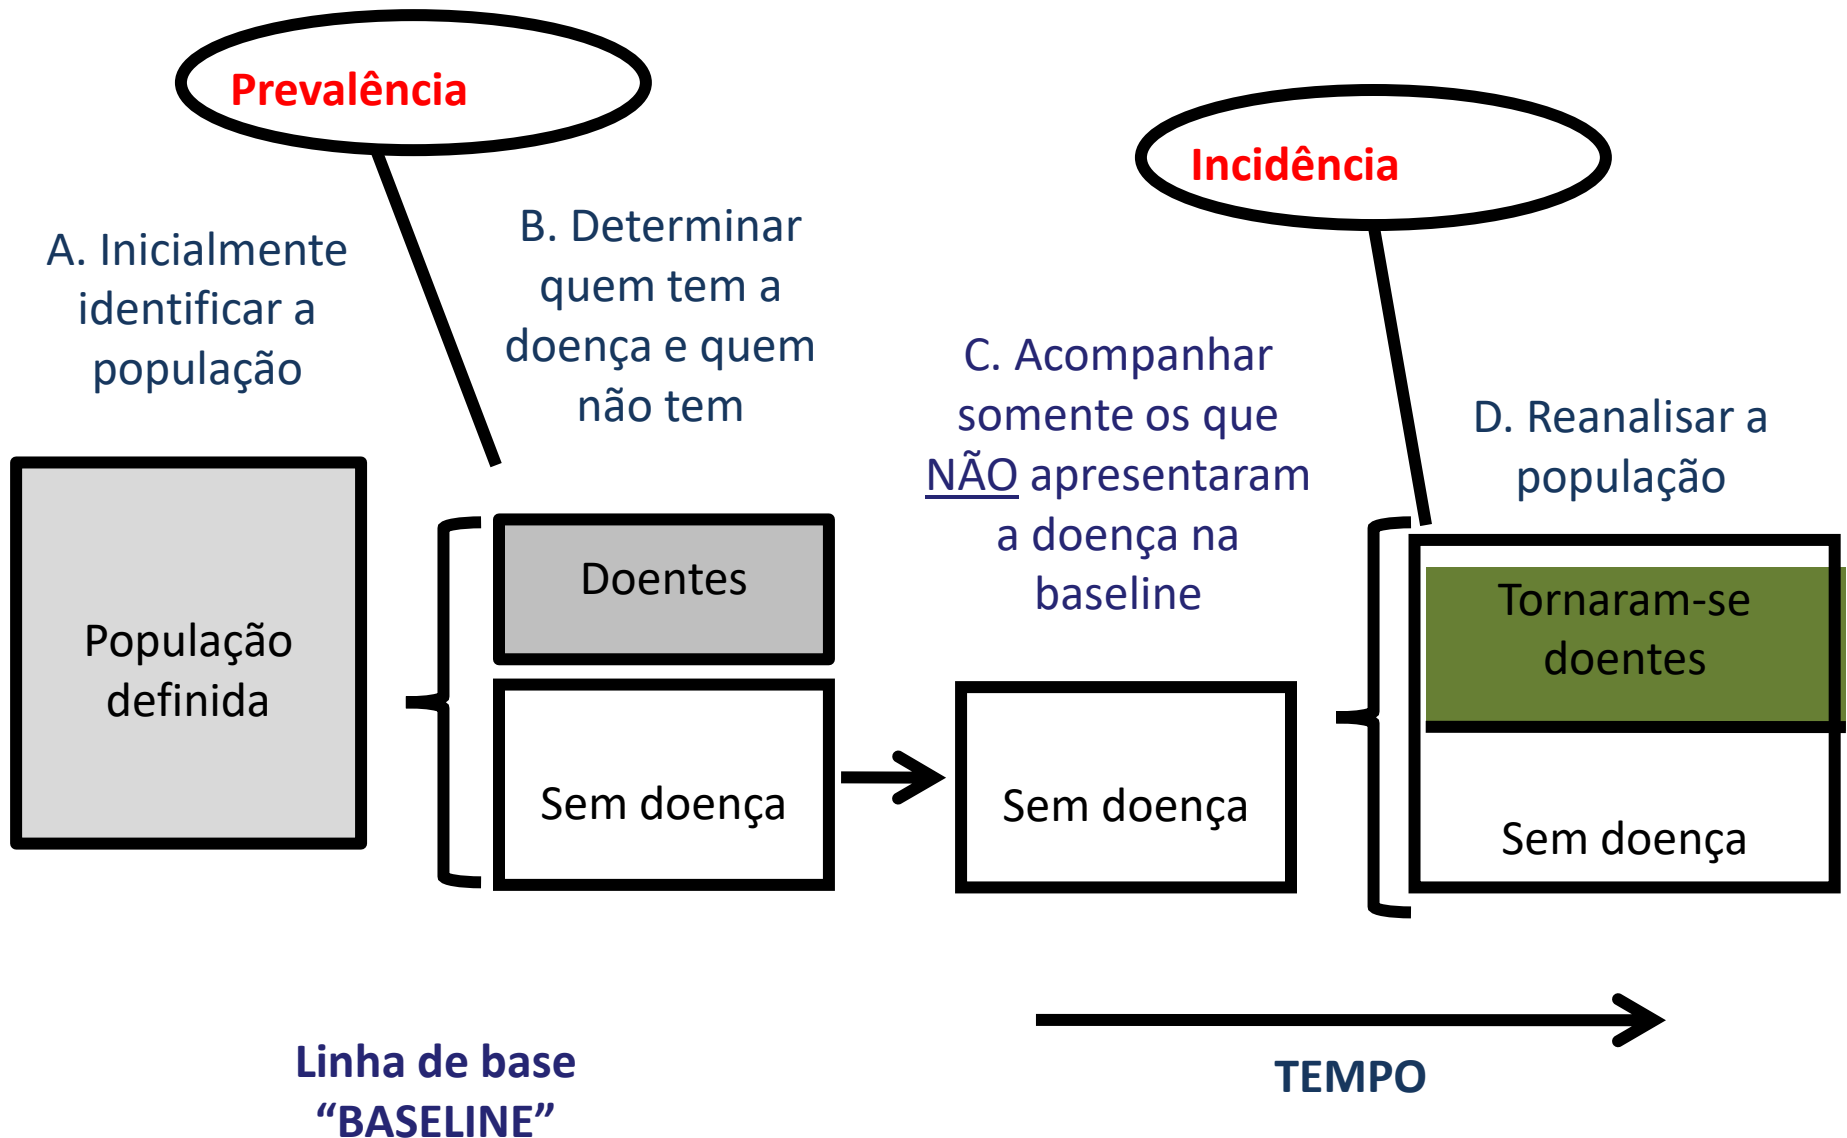 Prevalência
Incidência
A. Inicialmente
identificar a
população
B. Determinar
quem tem a
doença e quem
não tem
C. Acompanhar
somente os que
NÃO apresentaram
a doença na
baseline
D. Reanalisar a
população
População
definida
Doentes
Sem doença
Sem doença
Tornaram-se
doentes
Sem doença
Linha de base
“BASELINE”
TEMPO